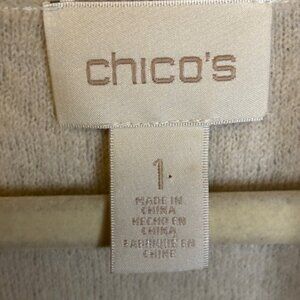 chico's
1
MADE IN
CHINA
HECHO EN
CHINA
FABRIQUÉ EN
CHINE